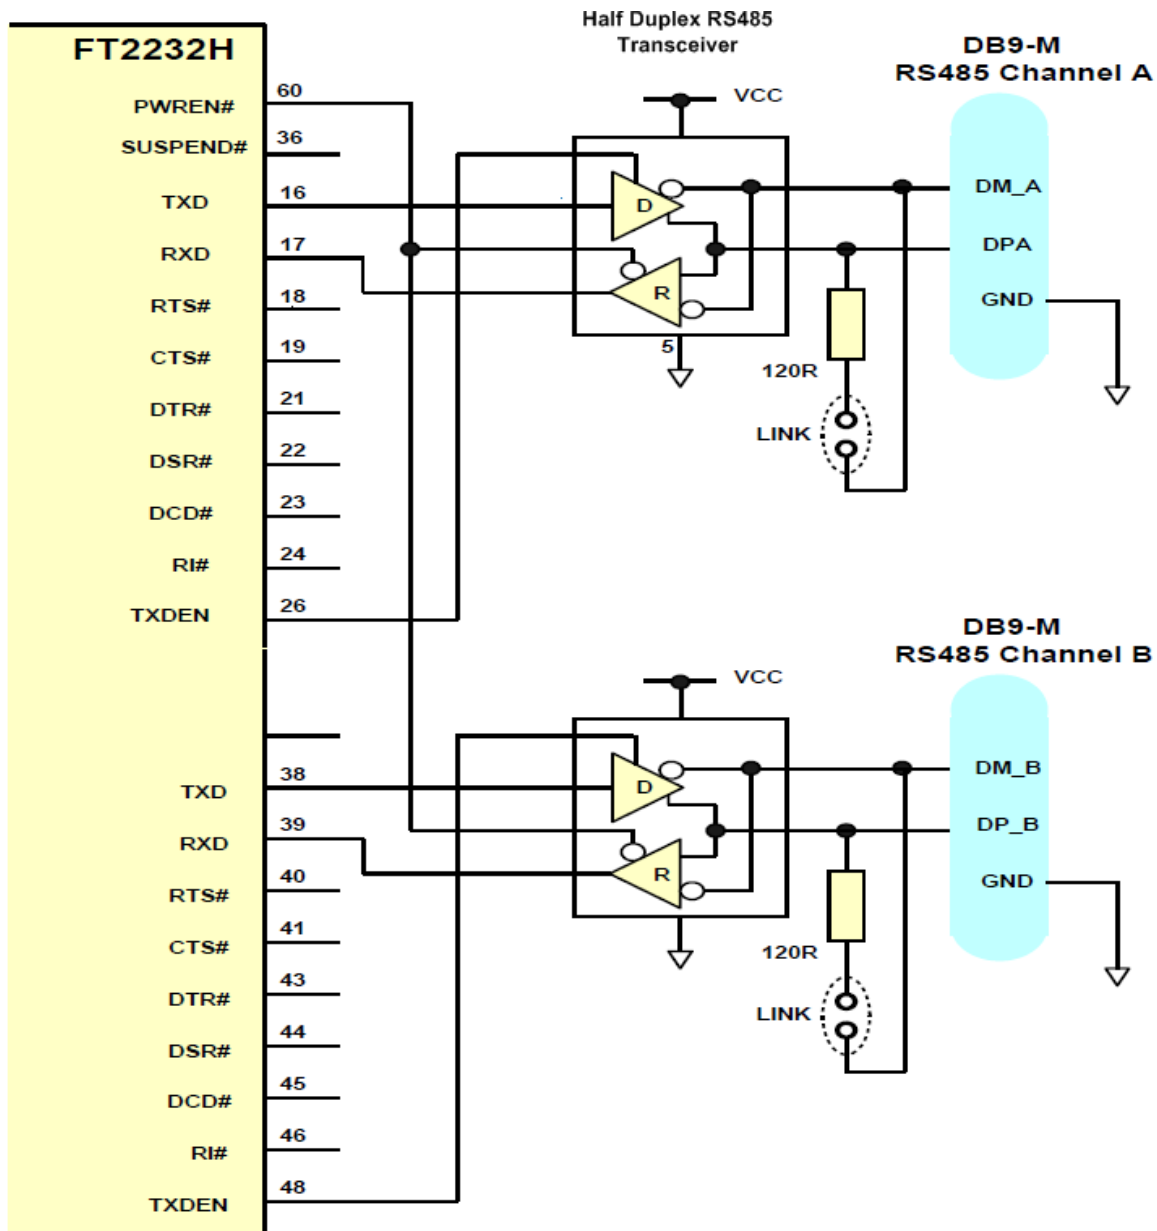 Half Duplex RS485
Transceiver
DB9-M
RS485 Channel A
FT2232H
PWREN#
60
SUSPEND#
36
TXD
16
RXD
17
RTS#
18
CTS#
19
DTR#
21
DSR#
22
DCD#
23
RI#
24
TXDEN
26
VCC
D
R
5
DM_A
DPA
GND
120R
LINK
DB9-M
RS485 Channel B
TXD
38
RXD
39
RTS#
40
CTS#
41
DTR#
43
DSR#
44
DCD#
45
RI#
46
TXDEN
48
VCC
D
R
DM_B
DP_B
GND
120R
LINK